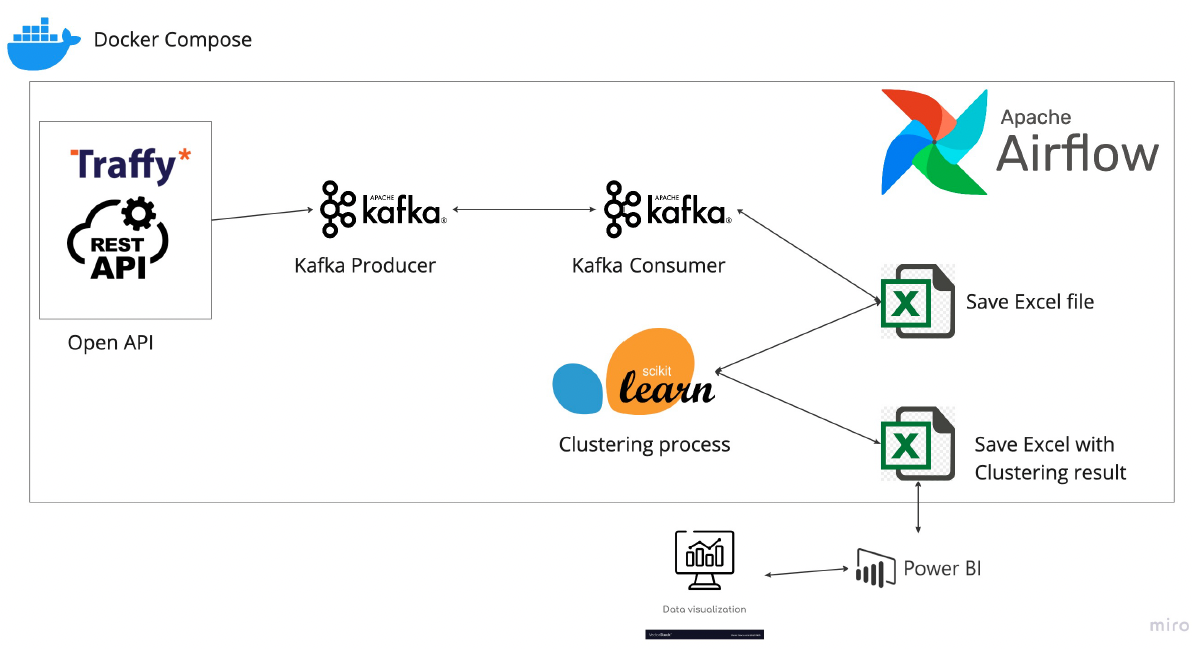 Docker Compose
Apache
Airflow
Traffy*
REST
API
Open API
APACHE
kafka®
Kafka Producer
APACHE
kafka®
Kafka Consumer
X
Save Excel file
scikit
learn
Clustering process
X
Save Excel with
Clustering result
Power BI
Data visualization
VectorStock®
miro